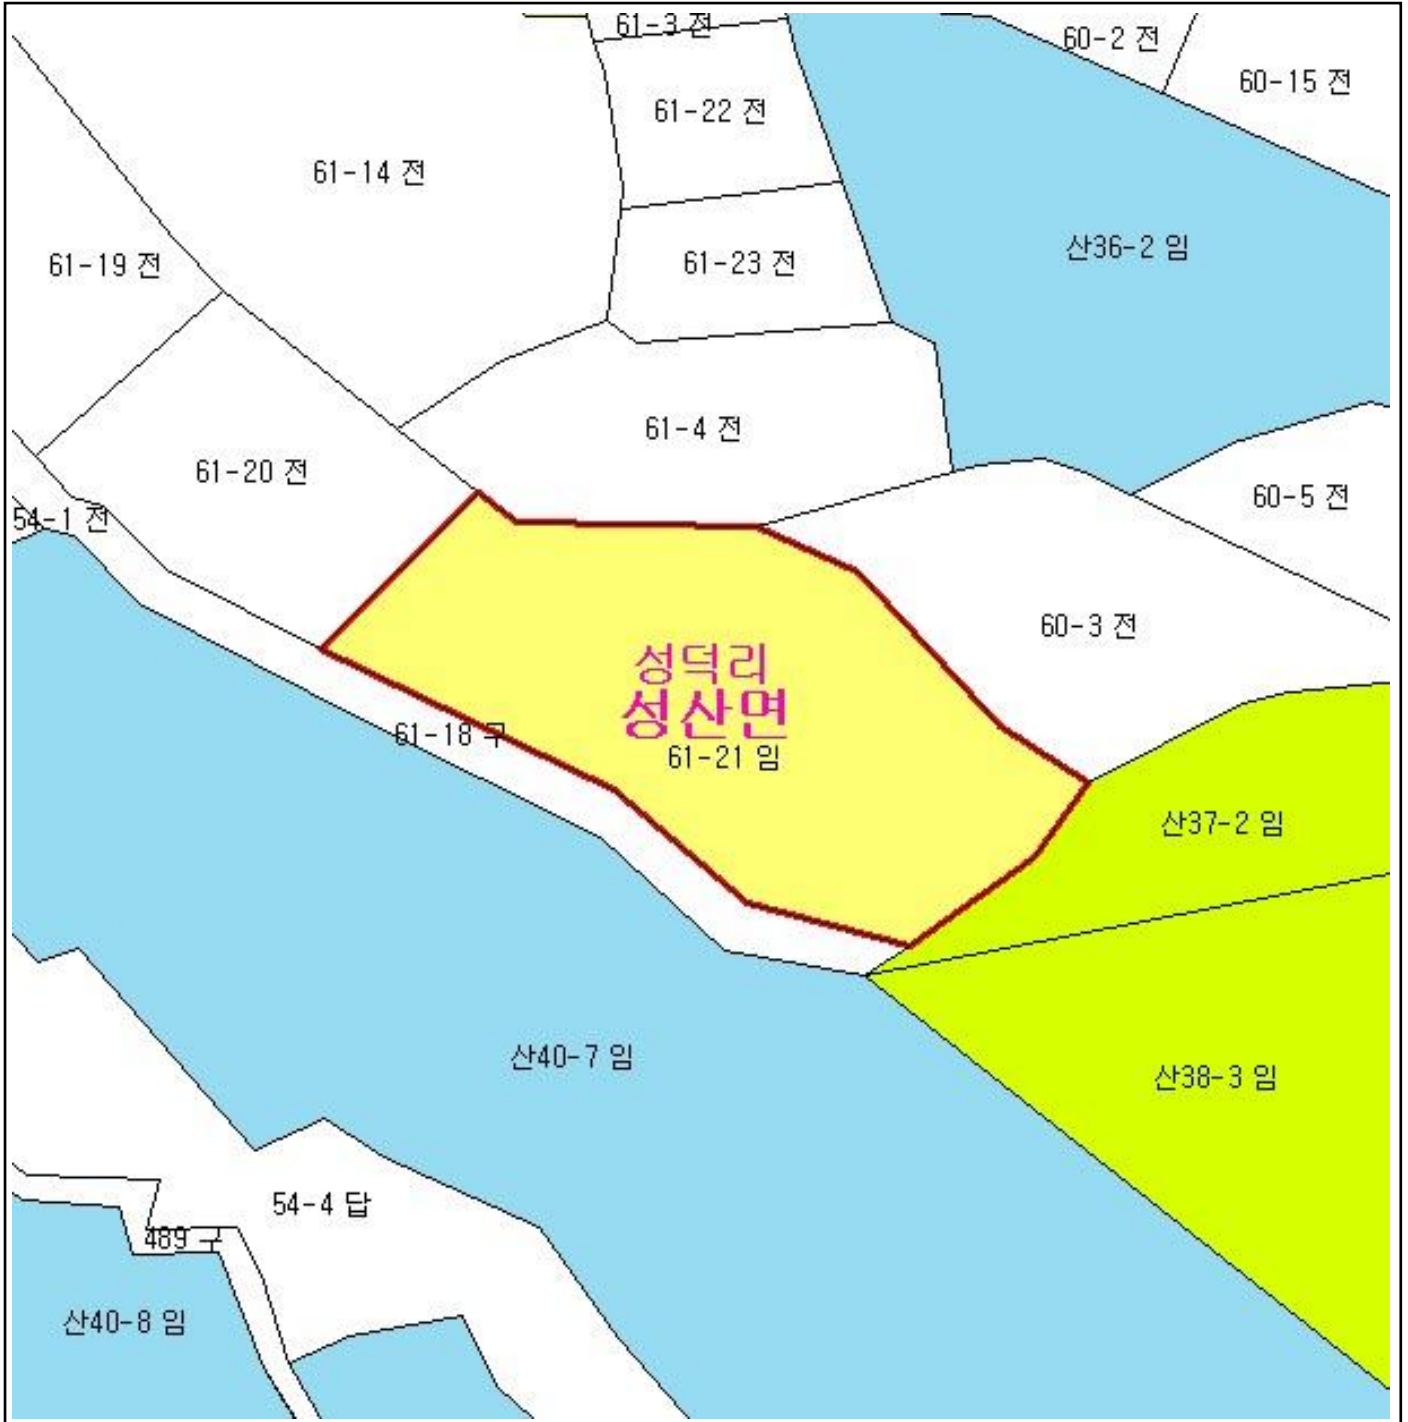 61-3 전
60-2 전
60-15 전
61-22 전
61-14 전
산36-2 임
61-23 전
61-19 전
61-4 전
61-20 전
60-5 전
54-1 전
60-3 전
성덕리
성산면
61-18 구
61-21 임
산37-2 임
산40-7 임
산38-3 임
54-4 답
489 구
산40-8 임